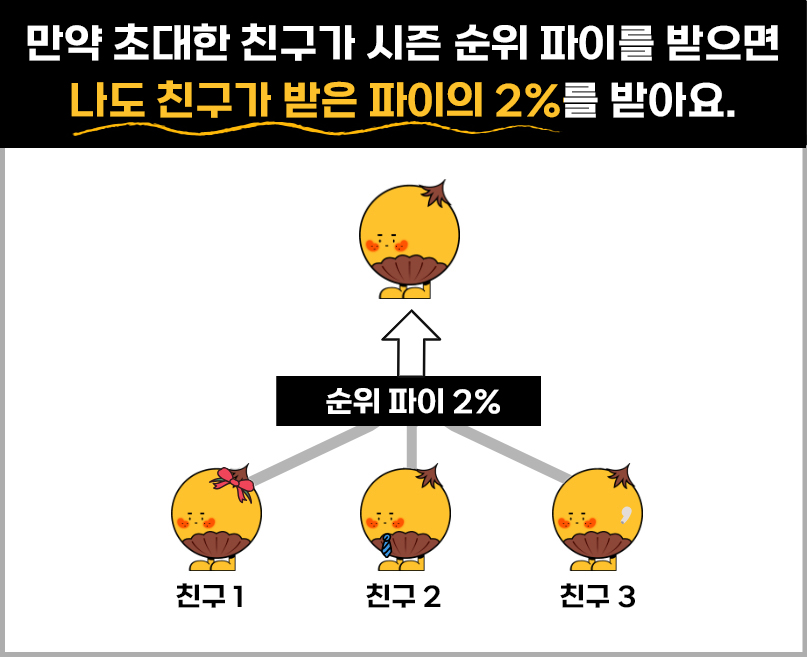 만약 초대한 친구가 시즌 순위 파이를 받으면
나도 친구가 받은 파이의 2%를 받아요.
순위 파이 2%
친구 1
친구 2
친구 3